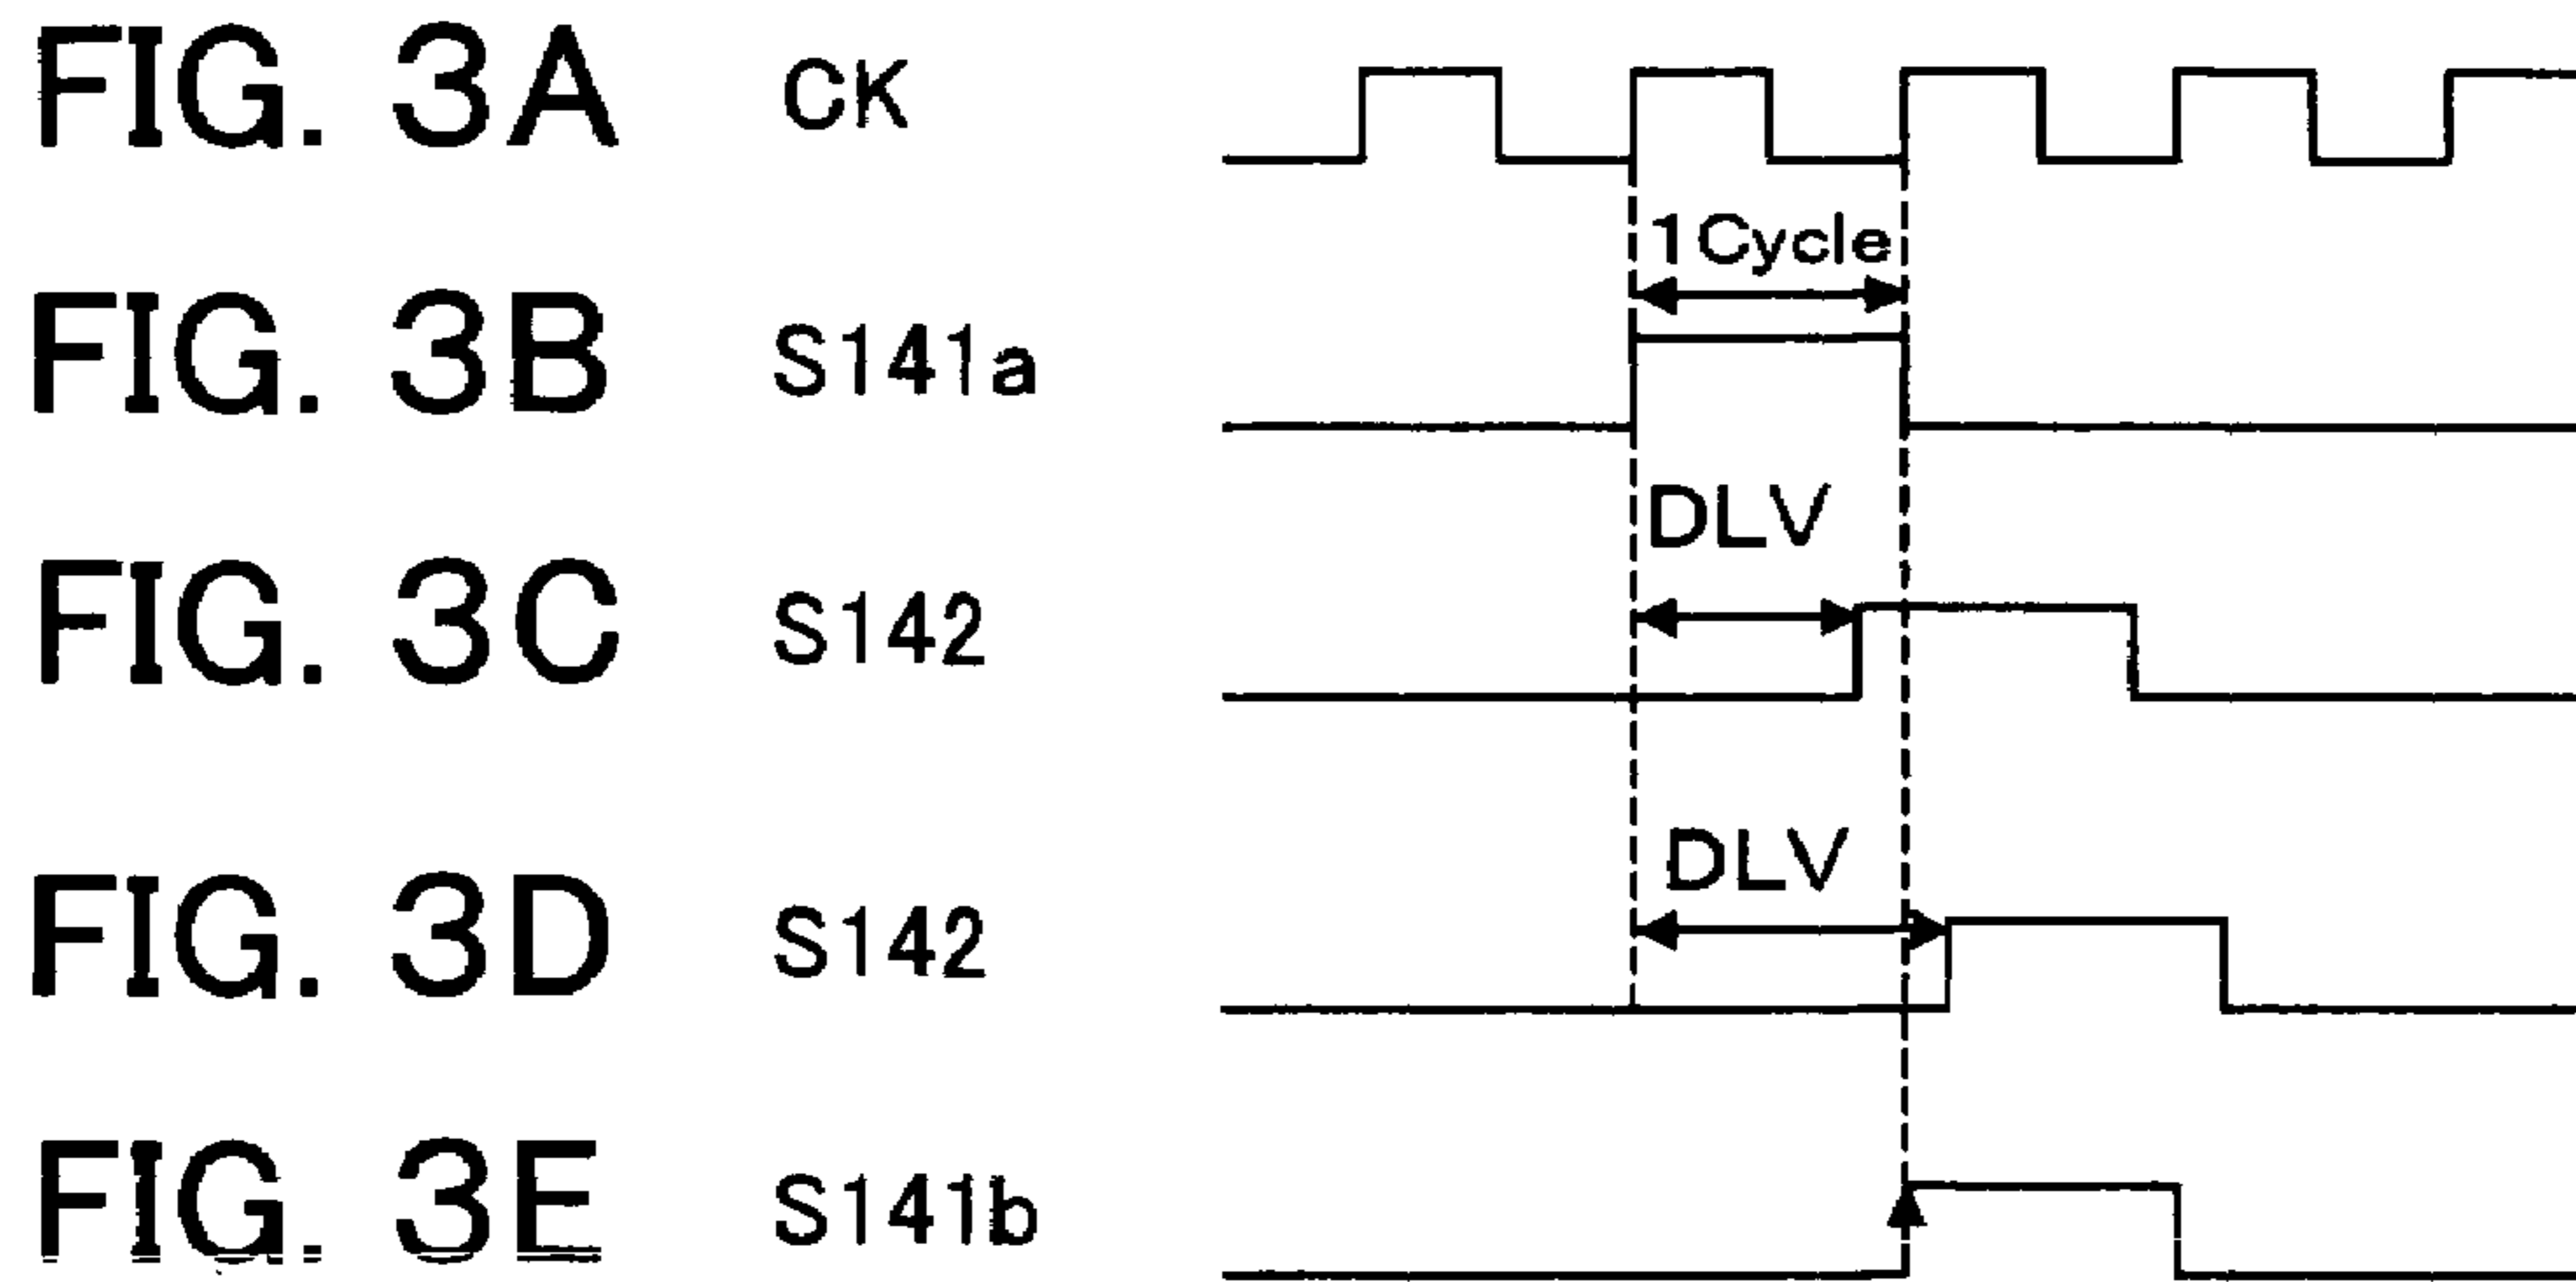 FIG. 3A CK
1Cycle
FIG. 3B S141a
DLV
FIG. 3C S142
DLV
FIG. 3D S142
FIG. 3E S141b